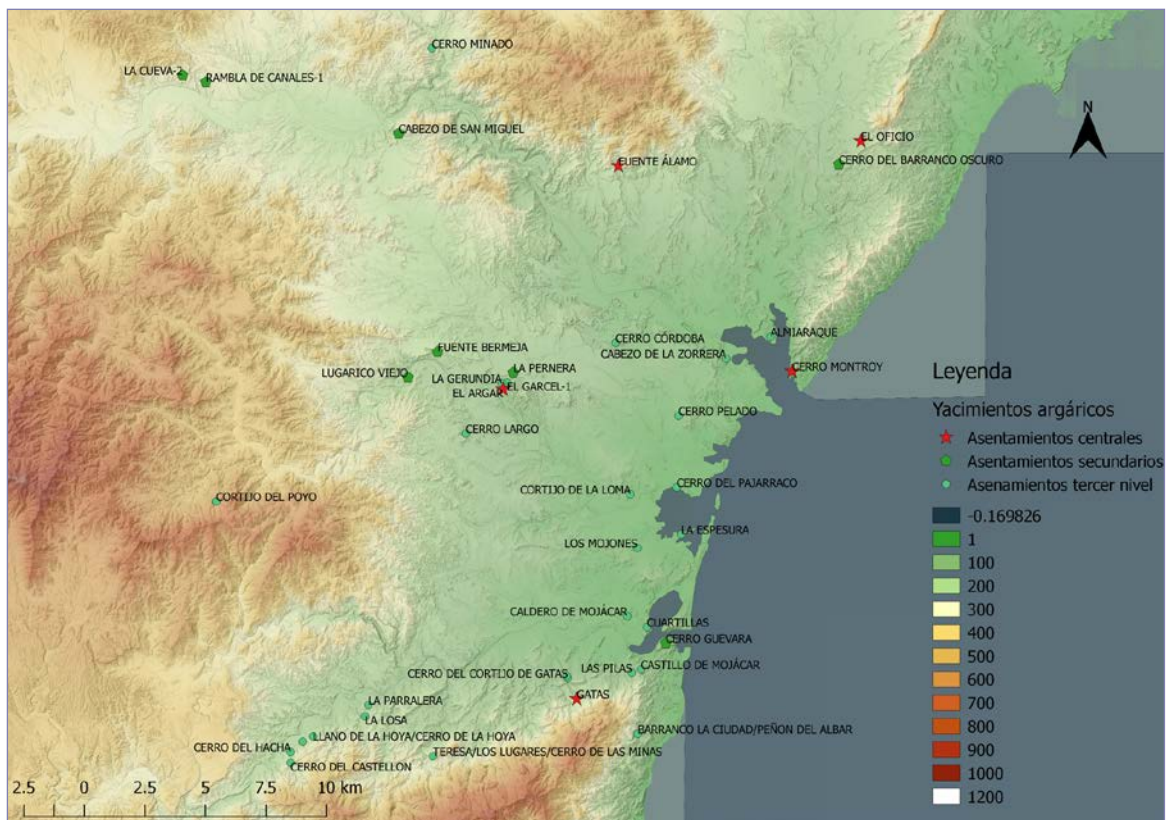 CERRO MINADO
LA CUEVA-2
RAMBLA DE CANALES-1
CABEZO DE SAN MIGUEL
EL OFICIO
N
FUENTE ÁLAMO
CERRO DEL BARRANCO OSCURO
ALMIARAQUE
CERRO CÓRDOBA
CABEZO DE LA ZORRERA
FUENTE BERMEJA
LA PERNERA
CERRO MONTROY
LUGARICO VIEJO
LA GERUNDIA
EL GARCEL-1
EL ARGAR
CERRO PELADO
CERRO LARGO
CERRO DEL PAJARRACO
CORTIJO DE LA LOMA
CORTIJO DEL POYO
LA ESPESURA
LOS MOJONES
CALDERO DE MOJÁCAR
CUARTILLAS
CERRO GUEVARA
LAS PILAS
CASTILLO DE MOJÁCAR
CERRO DEL CORTIJO DE GATAS
GATAS
LA PARRALERA
LA LOSA
BARRANCO LA CIUDAD/PEÑON DEL ALBAR
LLANO DE LA HOYA/CERRO DE LA HOYA
CERRO DEL HACHA
TERESA/LOS LUGARES/CERRO DE LAS MINAS
CERRO DEL CASTELLON
2.5 0 2.5 5 7.5 10 km
Leyenda
Yacimientos argáricos
Asentamientos centrales
Asentamientos secundarios
Asenamientos tercer nivel
-0.169826
1
100
200
300
400
500
600
700
800
900
1000
1200